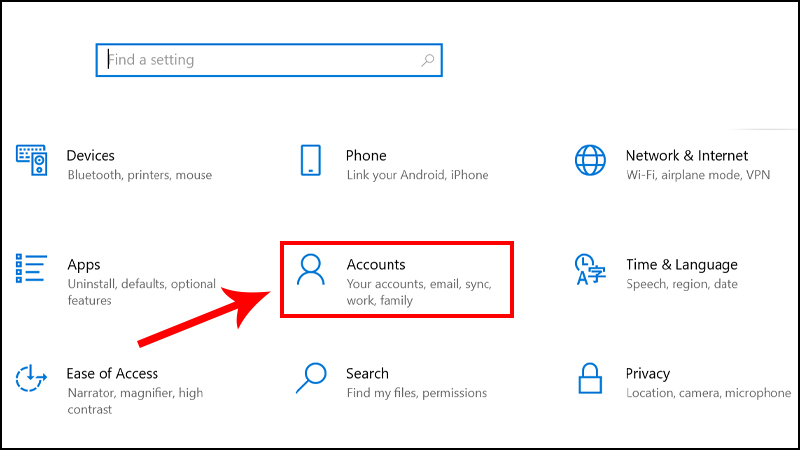 Find a setting
Devices
Bluetooth, printers, mouse
Phone
Link your Android, iPhone
Network & Internet
Wi-Fi, airplane mode, VPN
Apps
Uninstall, defaults, optional
features
Accounts
Your accounts, email, sync,
work, family
Time & Language
Speech, region, date
Ease of Access
Narrator, magnifier, high
contrast
Search
Find my files, permissions
Privacy
Location, camera, microphone